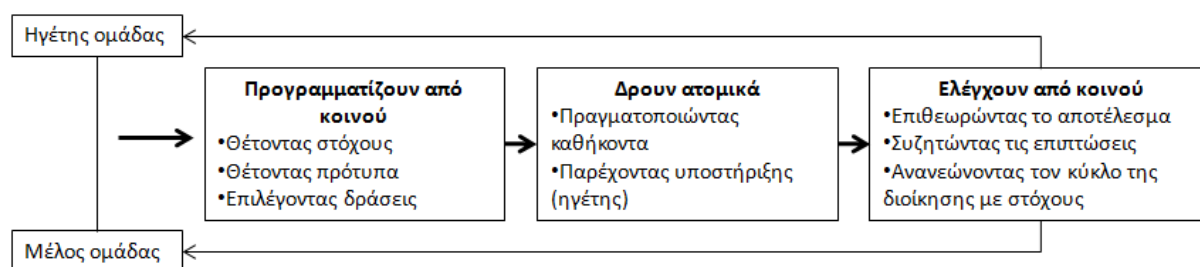 Ηγέτης ομάδας
Προγραμματίζουν από
κοινού
•Θέτοντας στόχους
•Θέτοντας πρότυπα
•Επιλέγοντας δράσεις
Δρουν ατομικά
•Πραγματοποιώντας
καθήκοντα
•Παρέχοντας υποστήριξης
(ηγέτης)
Ελέγχουν από κοινού
•Επιθεωρώντας το αποτέλεσμα
•Συζητώντας τις επιπτώσεις
•Ανανεώνοντας τον κύκλο της
διοίκησης με στόχους
Μέλος ομάδας